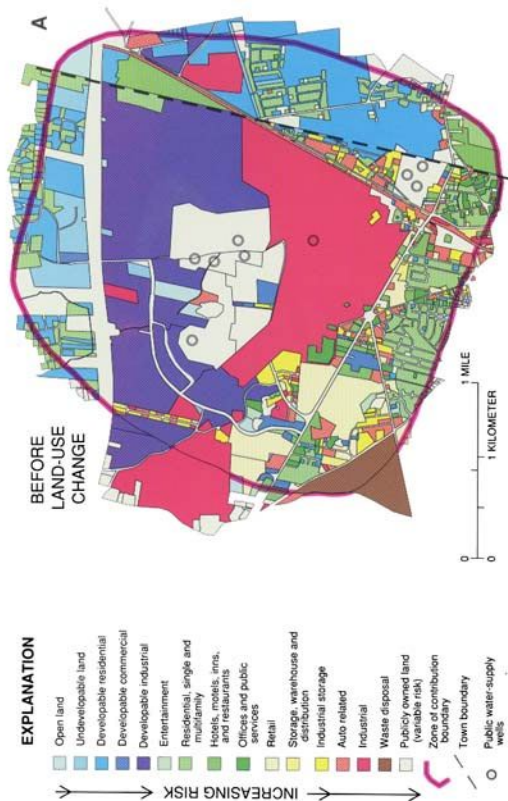 A
BEFORE
LAND-USE
CHANGE
0 1 MILE
0 1 KILOMETER
EXPLANATION
INCREASING RISK
Open land
Undevelopable land
Developable residential
Developable commercial
Developable industrial
Entertainment
Residential, single and
multifamily
Hotels, motels, inns,
and restaurants
Offices and public
services
Retail
Storage, warehouse and
distribution
Industrial storage
Auto related
Industrial
Waste disposal
Publicly owned land
(variable risk)
Zone of contribution
boundary
Town boundary
Public water-supply
wells